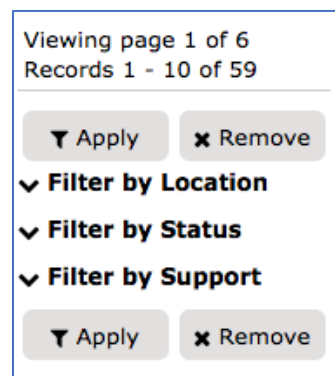 Viewing page 1 of 6
Records 1 - 10 of 59
Apply Remove
Filter by Location
Filter by Status
Filter by Support
Apply Remove